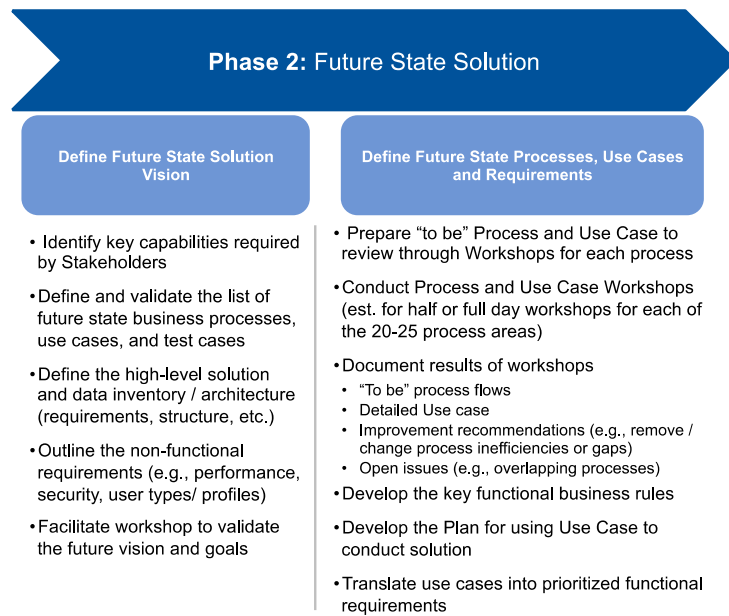 Phase 2: Future State Solution
Define Future State Solution
Vision
• Identify key capabilities required
by Stakeholders
• Define and validate the list of
future state business processes,
use cases, and test cases
• Define the high-level solution
and data inventory / architecture
(requirements, structure, etc.)
• Outline the non-functional
requirements (e.g., performance,
security, user types/ profiles)
• Facilitate workshop to validate
the future vision and goals
Define Future State Processes, Use Cases
and Requirements
• Prepare “to be” Process and Use Case to
review through Workshops for each process
• Conduct Process and Use Case Workshops
(est. for half or full day workshops for each of
the 20-25 process areas)
• Document results of workshops
• “To be” process flows
• Detailed Use case
• Improvement recommendations (e.g., remove /
change process inefficiencies or gaps)
• Open issues (e.g., overlapping processes)
• Develop the key functional business rules
• Develop the Plan for using Use Case to
conduct solution
• Translate use cases into prioritized functional
requirements